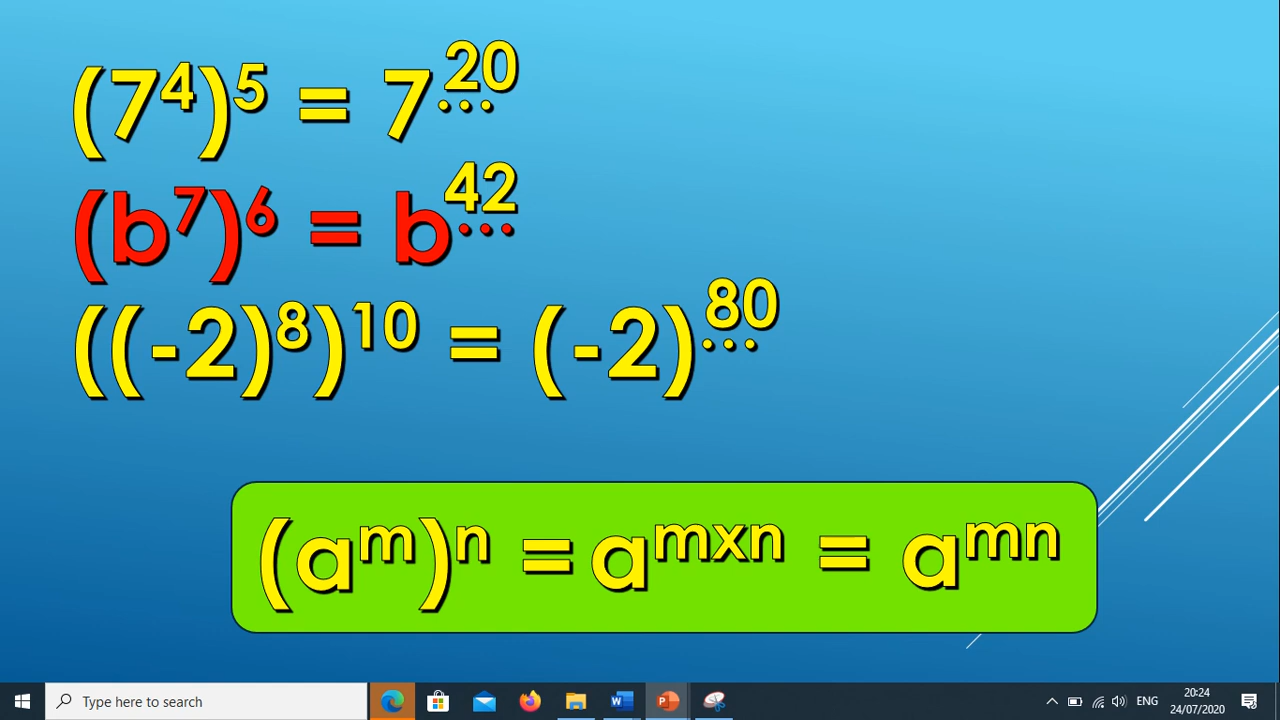 (7⁴)⁵ = 7²⁰ ...
(b⁷)⁶ = b⁴² ...
((-2)⁸)¹⁰ = (-2)⁸⁰ ...
(aᵐ)ⁿ = aᵐˣⁿ = aᵐⁿ
Type here to search
ENG
20:24
24/07/2020